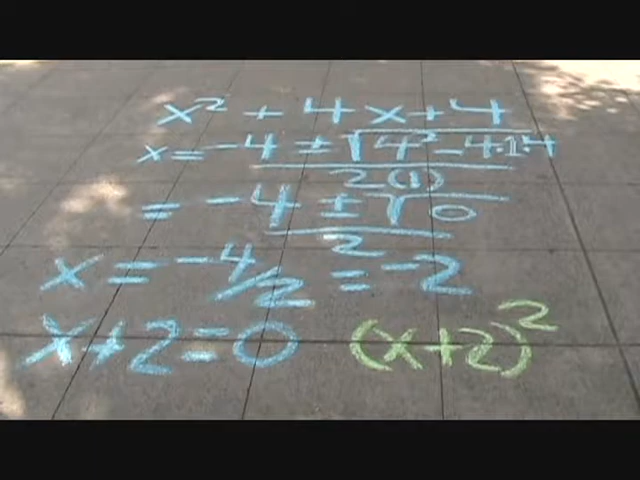 x² + 4x + 4
x = -4 ± √4² - 4·1·4 / 2(1)
= -4 ± √0 / 2
x = -4/2 = -2
x + 2 = 0 (x+2)²